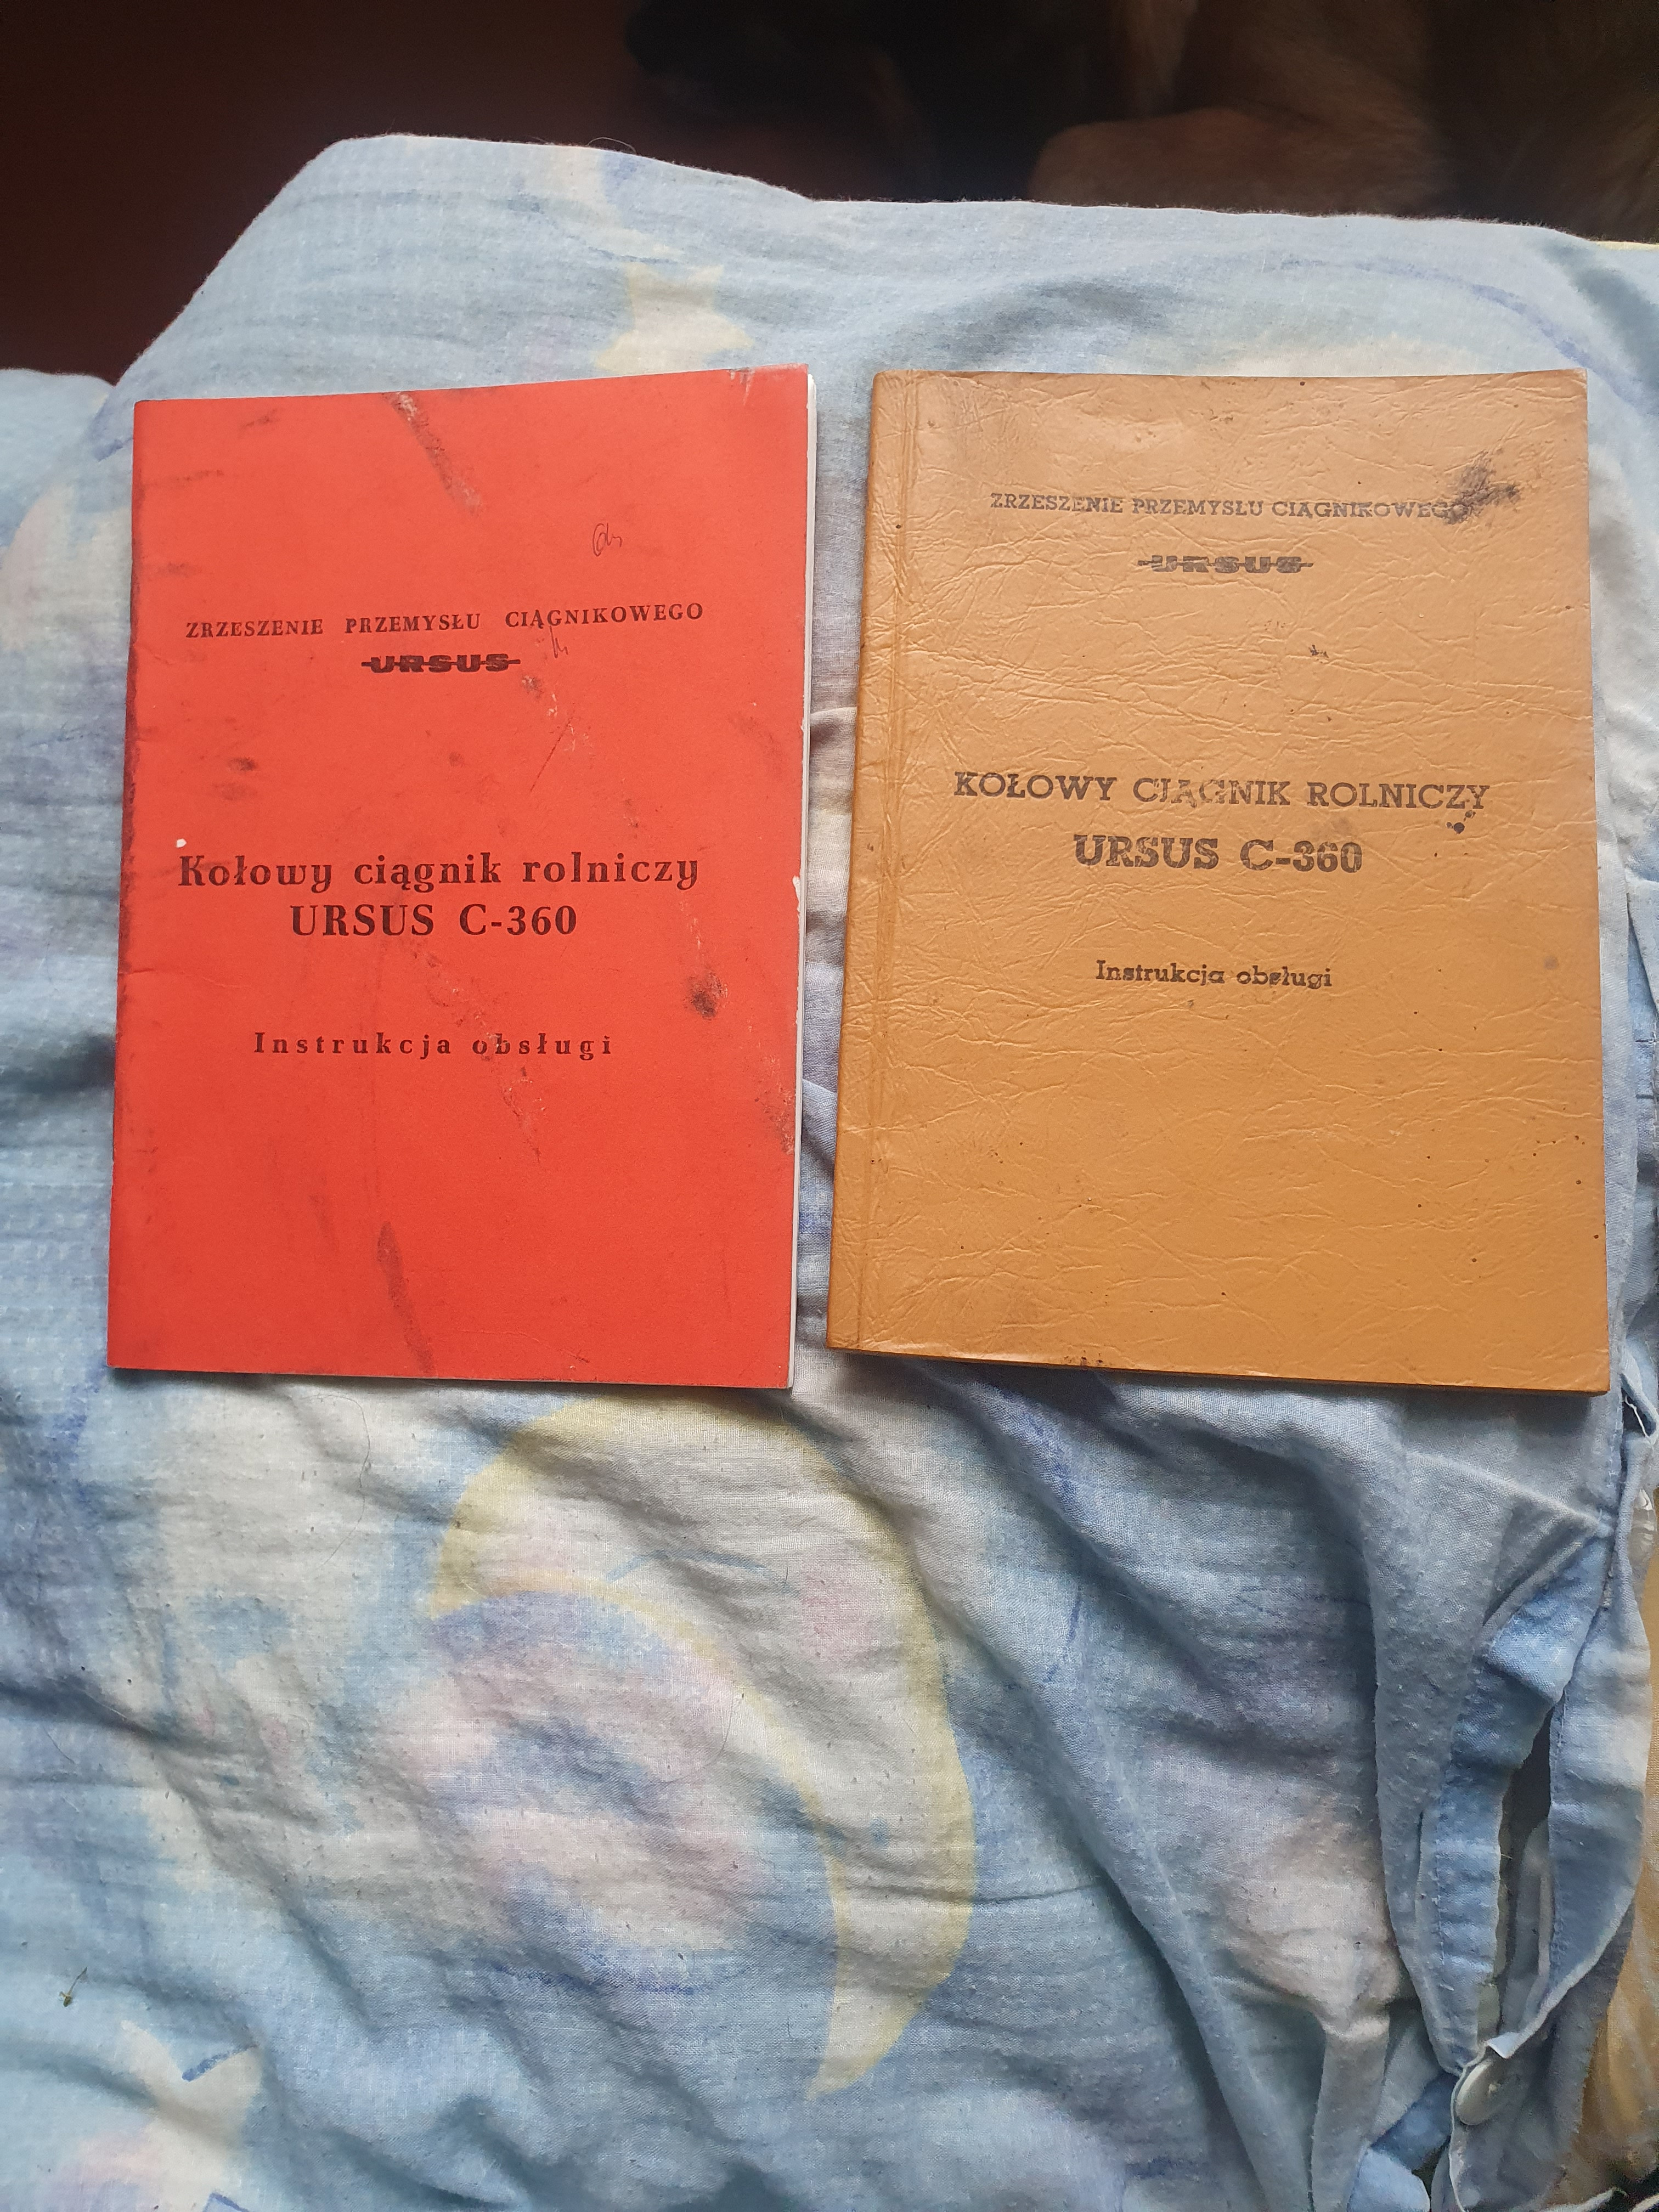 ZRZESZENIE PRZEMYSŁU CIĄGNIKOWEGO
URSUS
Kołowy ciągnik rolniczy
URSUS C-360
Instrukcja obsługi
ZRZESZENIE PRZEMYSŁU CIĄGNIKOWEGO
URSUS
KOŁOWY CIĄGNIK ROLNICZY
URSUS C-360
Instrukcja obsługi